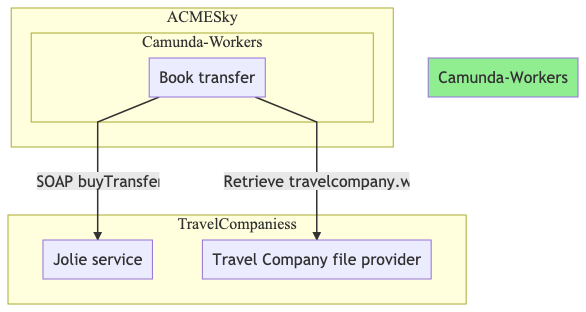 ACMESky
Camunda-Workers
Book transfer
Camunda-Workers
SOAP buyTransfer
Retrieve travelcompany.w
TravelCompaniess
Jolie service
Travel Company file provider